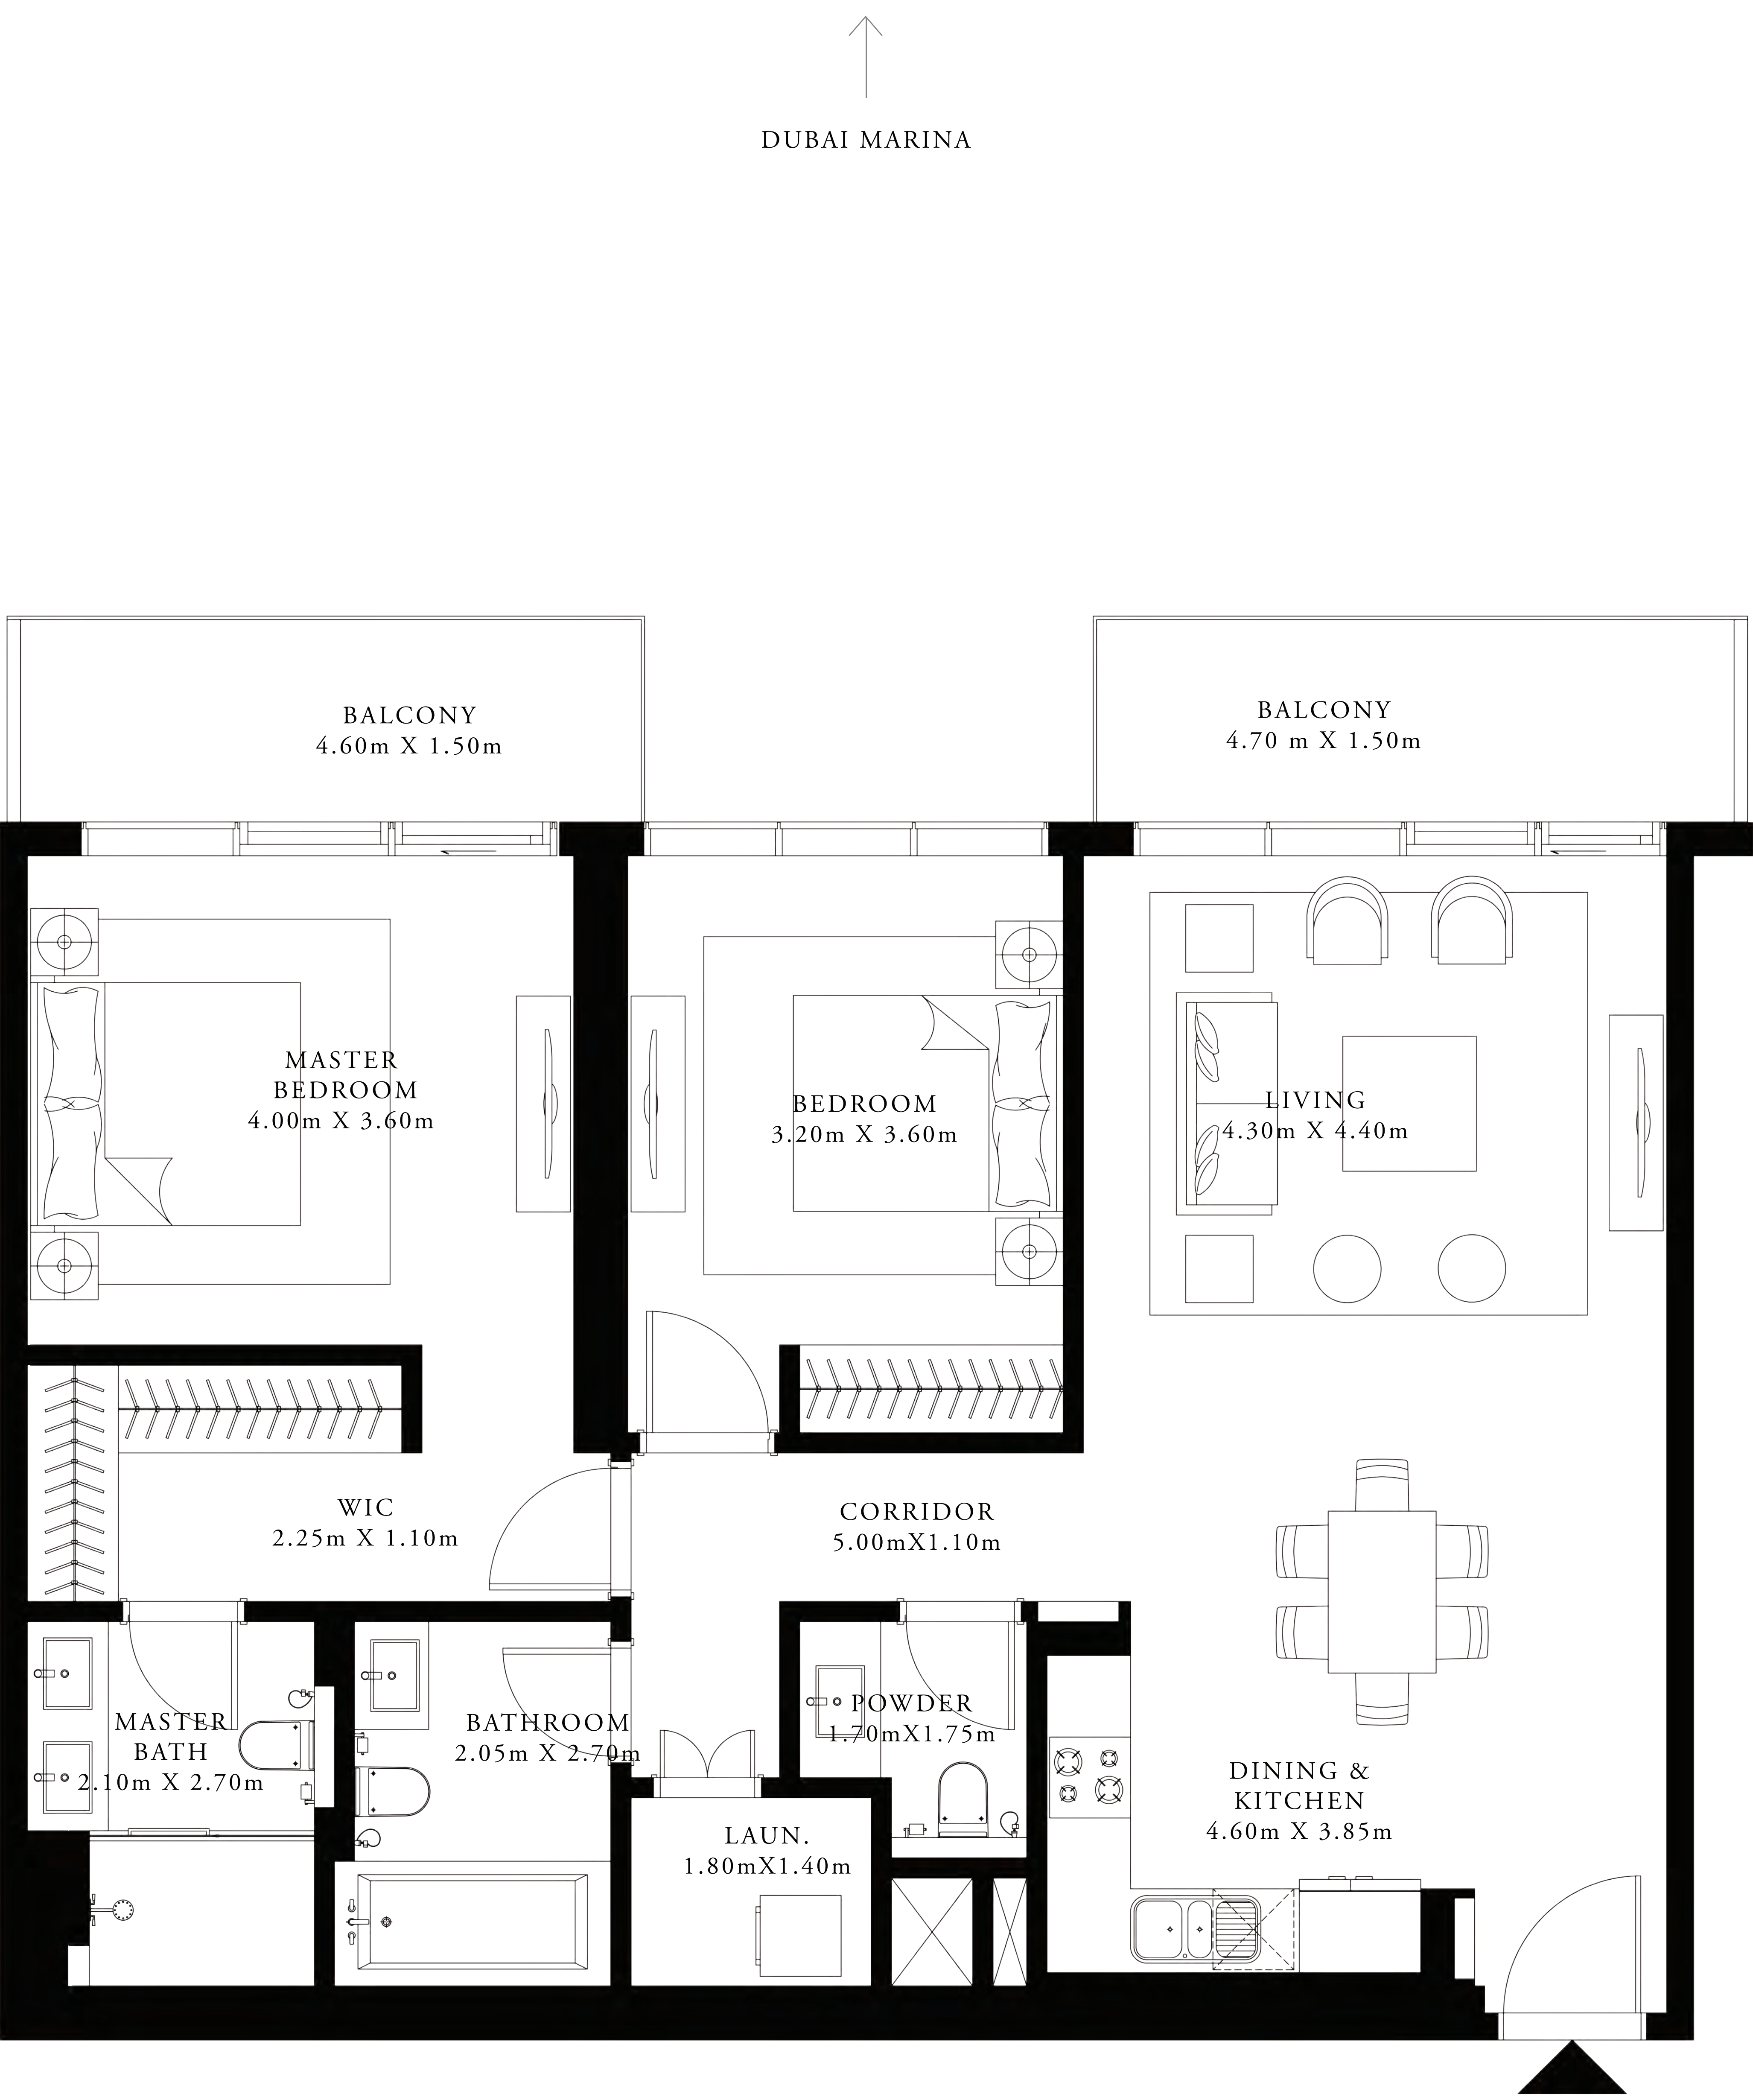 DUBAI MARINA
BALCONY
4.60m X 1.50m
BALCONY
4.70 m X 1.50m
MASTER
BEDROOM
4.00m X 3.60m
BEDROOM
3.20m X 3.60m
LIVING
4.30m X 4.40m
WIC
2.25m X 1.10m
CORRIDOR
5.00mX1.10m
MASTER
BATH
2.10m X 2.70m
BATHROOM
2.05m X 2.70m
POWDER
1.70mX1.75m
LAUN.
1.80mX1.40m
DINING &
KITCHEN
4.60m X 3.85m